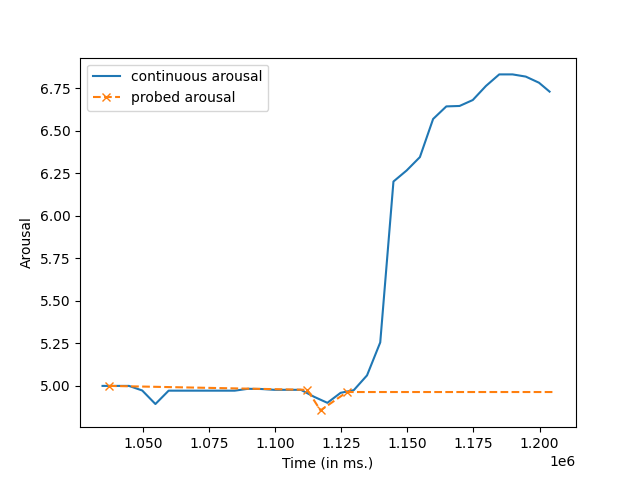 continuous arousal
probed arousal
6.75
6.50
6.25
6.00
5.75
5.50
5.25
5.00
Arousal
1.050 1.075 1.100 1.125 1.150 1.175 1.200
1e6
Time (in ms.)